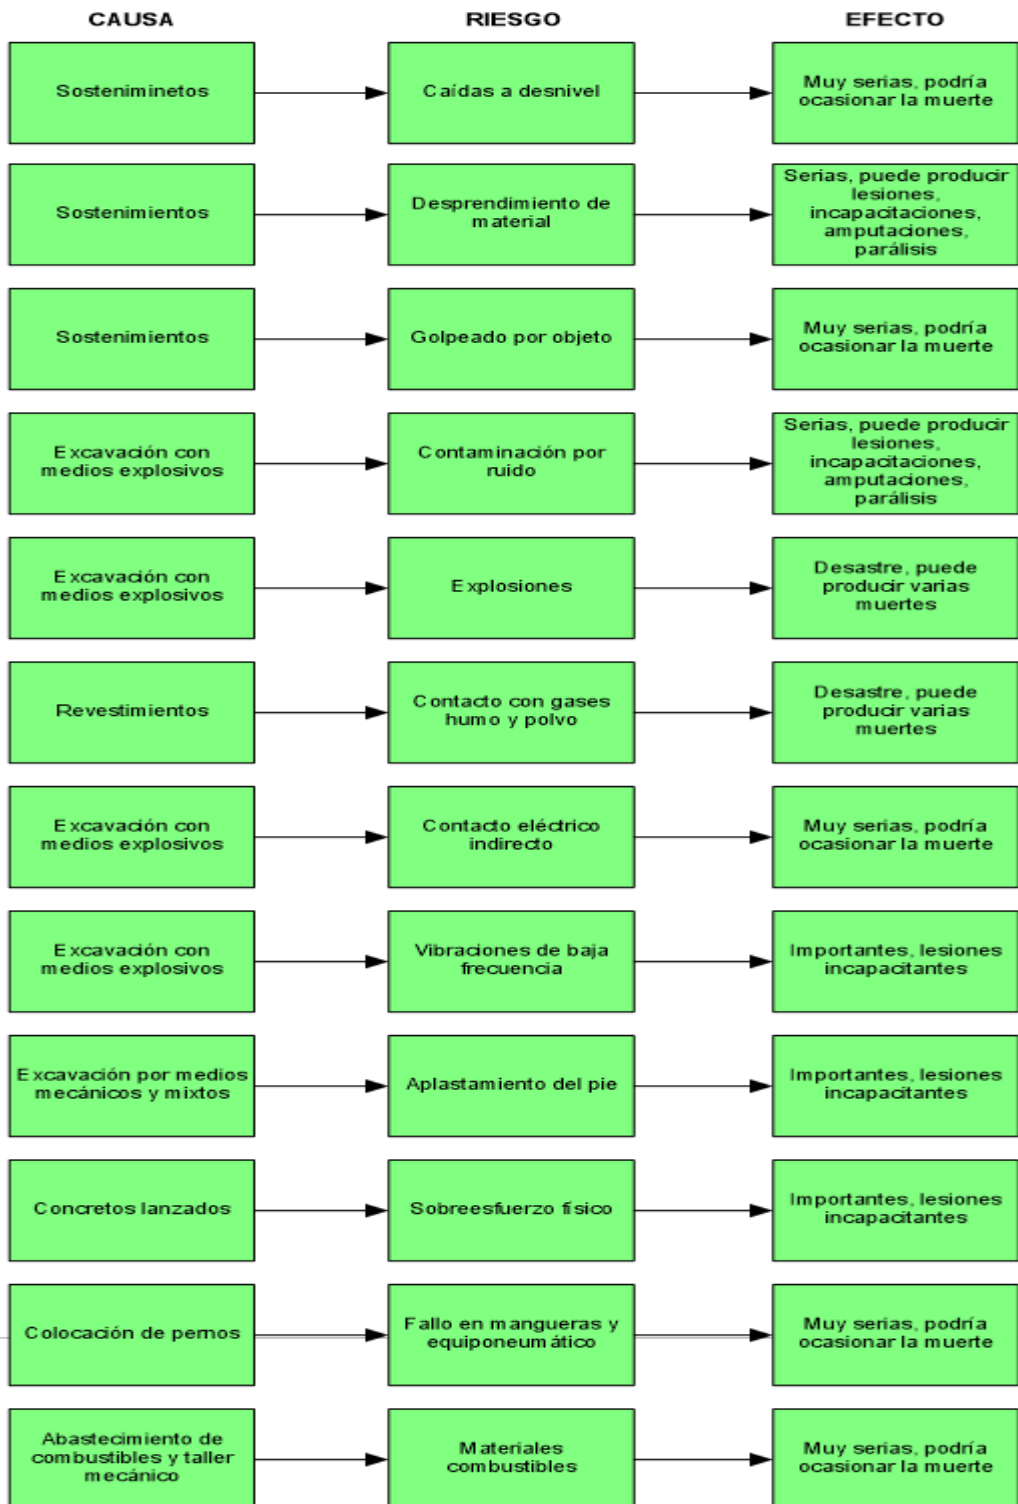 CAUSA RIESGO EFECTO
Sosteniminetos
Caídas a desnivel
Muy serias, podría
ocasionar la muerte
Sostenimientos
Desprendimiento de
material
Serias, puede producir
lesiones,
incapacitaciones,
amputaciones,
parálisis
Sostenimientos
Golpeado por objeto
Muy serias, podría
ocasionar la muerte
Excavación con
medios explosivos
Contaminación por
ruido
Serias, puede producir
lesiones,
incapacitaciones,
amputaciones,
parálisis
Excavación con
medios explosivos
Explosiones
Desastre, puede
producir varias
muertes
Revestimientos
Contacto con gases
humo y polvo
Desastre, puede
producir varias
muertes
Excavación con
medios explosivos
Contacto eléctrico
indirecto
Muy serias, podría
ocasionar la muerte
Excavación con
medios explosivos
Vibraciones de baja
frecuencia
Importantes, lesiones
incapacitantes
Excavación por medios
mecánicos y mixtos
Aplastamiento del pie
Importantes, lesiones
incapacitantes
Concretos lanzados
Sobreesfuerzo físico
Importantes, lesiones
incapacitantes
Colocación de pernos
Fallo en mangueras y
equiponeumático
Muy serias, podría
ocasionar la muerte
Abastecimiento de
combustibles y taller
mecánico
Materiales
combustibles
Muy serias, podría
ocasionar la muerte